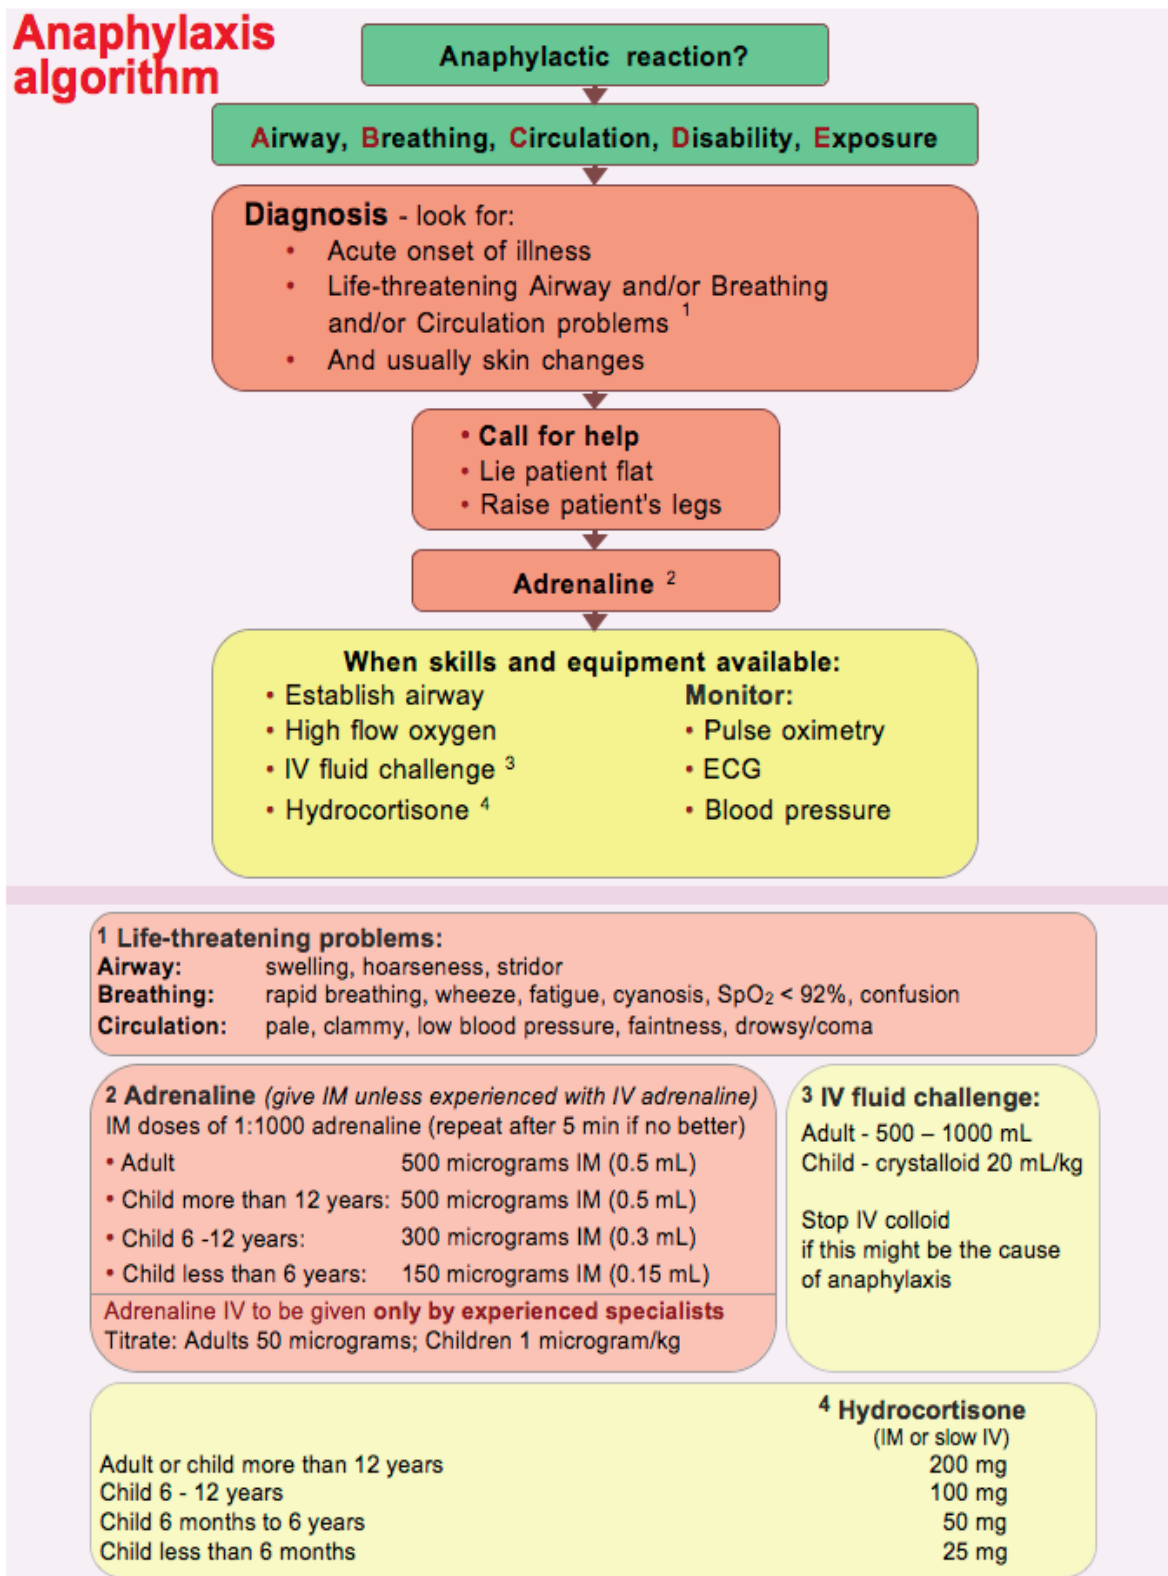 Anaphylaxis
algorithm
Anaphylactic reaction?
Airway, Breathing, Circulation, Disability, Exposure
Diagnosis - look for:
• Acute onset of illness
• Life-threatening Airway and/or Breathing
and/or Circulation problems 1
• And usually skin changes
• Call for help
• Lie patient flat
• Raise patient's legs
Adrenaline 2
When skills and equipment available:
• Establish airway
• High flow oxygen
• IV fluid challenge 3
• Hydrocortisone 4
Monitor:
• Pulse oximetry
• ECG
• Blood pressure
1 Life-threatening problems:
Airway: swelling, hoarseness, stridor
Breathing: rapid breathing, wheeze, fatigue, cyanosis, SpO2 < 92%, confusion
Circulation: pale, clammy, low blood pressure, faintness, drowsy/coma
2 Adrenaline (give IM unless experienced with IV adrenaline)
IM doses of 1:1000 adrenaline (repeat after 5 min if no better)
• Adult 500 micrograms IM (0.5 mL)
• Child more than 12 years: 500 micrograms IM (0.5 mL)
• Child 6 -12 years: 300 micrograms IM (0.3 mL)
• Child less than 6 years: 150 micrograms IM (0.15 mL)
Adrenaline IV to be given only by experienced specialists
Titrate: Adults 50 micrograms; Children 1 microgram/kg
3 IV fluid challenge:
Adult - 500 – 1000 mL
Child - crystalloid 20 mL/kg
Stop IV colloid
if this might be the cause
of anaphylaxis
4 Hydrocortisone
(IM or slow IV)
Adult or child more than 12 years 200 mg
Child 6 - 12 years 100 mg
Child 6 months to 6 years 50 mg
Child less than 6 months 25 mg